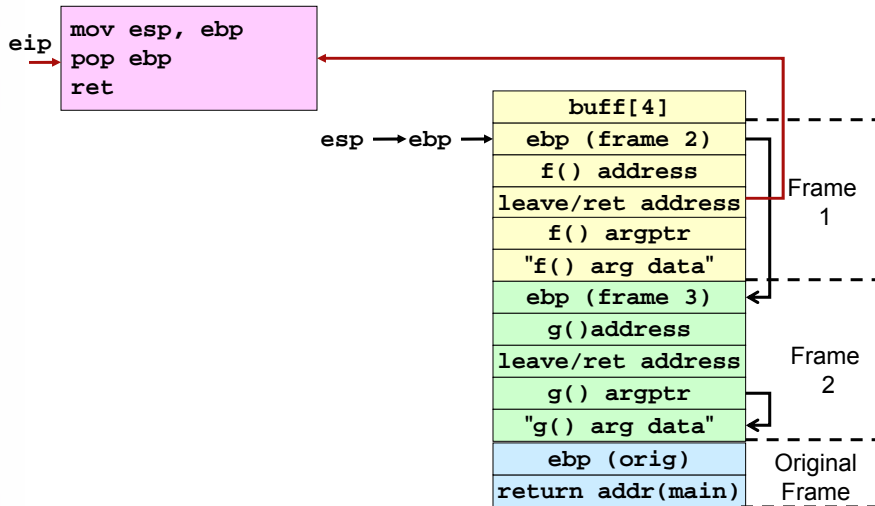 eip
mov esp, ebp
pop ebp
ret
buff[4]
esp
ebp
ebp (frame 2)
f() address
leave/ret address
f() argptr
"f() arg data"
Frame
1
ebp (frame 3)
g()address
leave/ret address
g() argptr
"g() arg data"
Frame
2
ebp (orig)
return addr(main)
Original
Frame